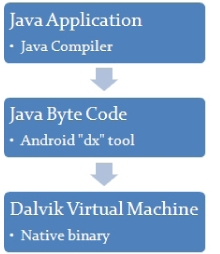 Java Application
• Java Compiler
Java Byte Code
• Android "dx" tool
Dalvik Virtual Machine
• Native binary